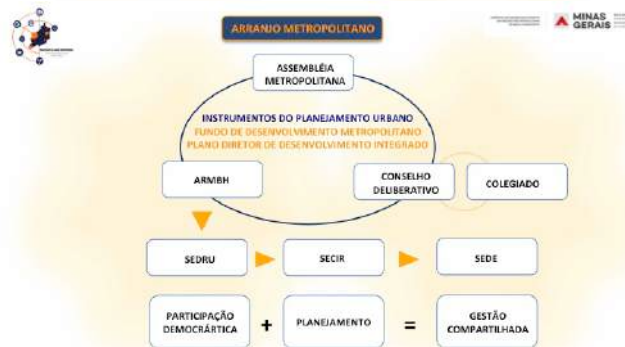 ARRANJO METROPOLITANO
MINAS
GERAIS
ASSEMBLÉIA
METROPOLITANA
INSTRUMENTOS DO PLANEJAMENTO URBANO
FUNDO DE DESENVOLVIMENTO METROPOLITANO
PLANO DIRETOR DE DESENVOLVIMENTO INTEGRADO
ARMBH
CONSELHO
DELIBERATIVO
COLEGIADO
SEDRU
SECIR
SEDE
PARTICIPAÇÃO
DEMOCRÁRTICA
+
PLANEJAMENTO
=
GESTÃO
COMPARTILHADA